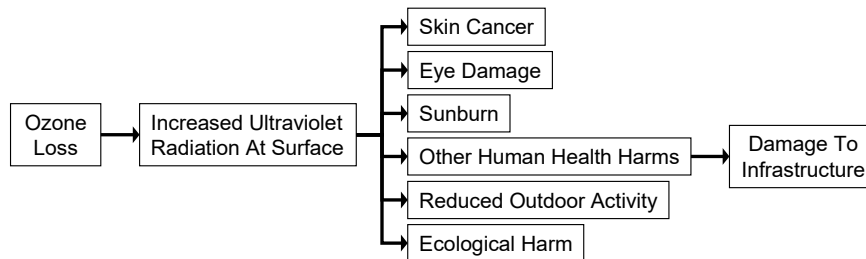 Ozone
Loss
Increased Ultraviolet
Radiation At Surface
Skin Cancer
Eye Damage
Sunburn
Other Human Health Harms
Reduced Outdoor Activity
Ecological Harm
Damage To
Infrastructure